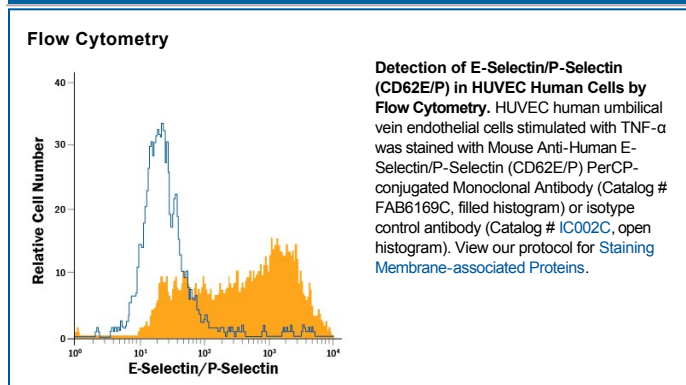 Flow Cytometry
40
30
20
10
0
Relative Cell Number
10⁰ 10¹ 10² 10³ 10⁴
E-Selectin/P-Selectin
Detection of E-Selectin/P-Selectin
(CD62E/P) in HUVEC Human Cells by
Flow Cytometry. HUVEC human umbilical
vein endothelial cells stimulated with TNF-α
was stained with Mouse Anti-Human E-
Selectin/P-Selectin (CD62E/P) PerCP-
conjugated Monoclonal Antibody (Catalog #
FAB6169C, filled histogram) or isotype
control antibody (Catalog # IC002C, open
histogram). View our protocol for Staining
Membrane-associated Proteins.